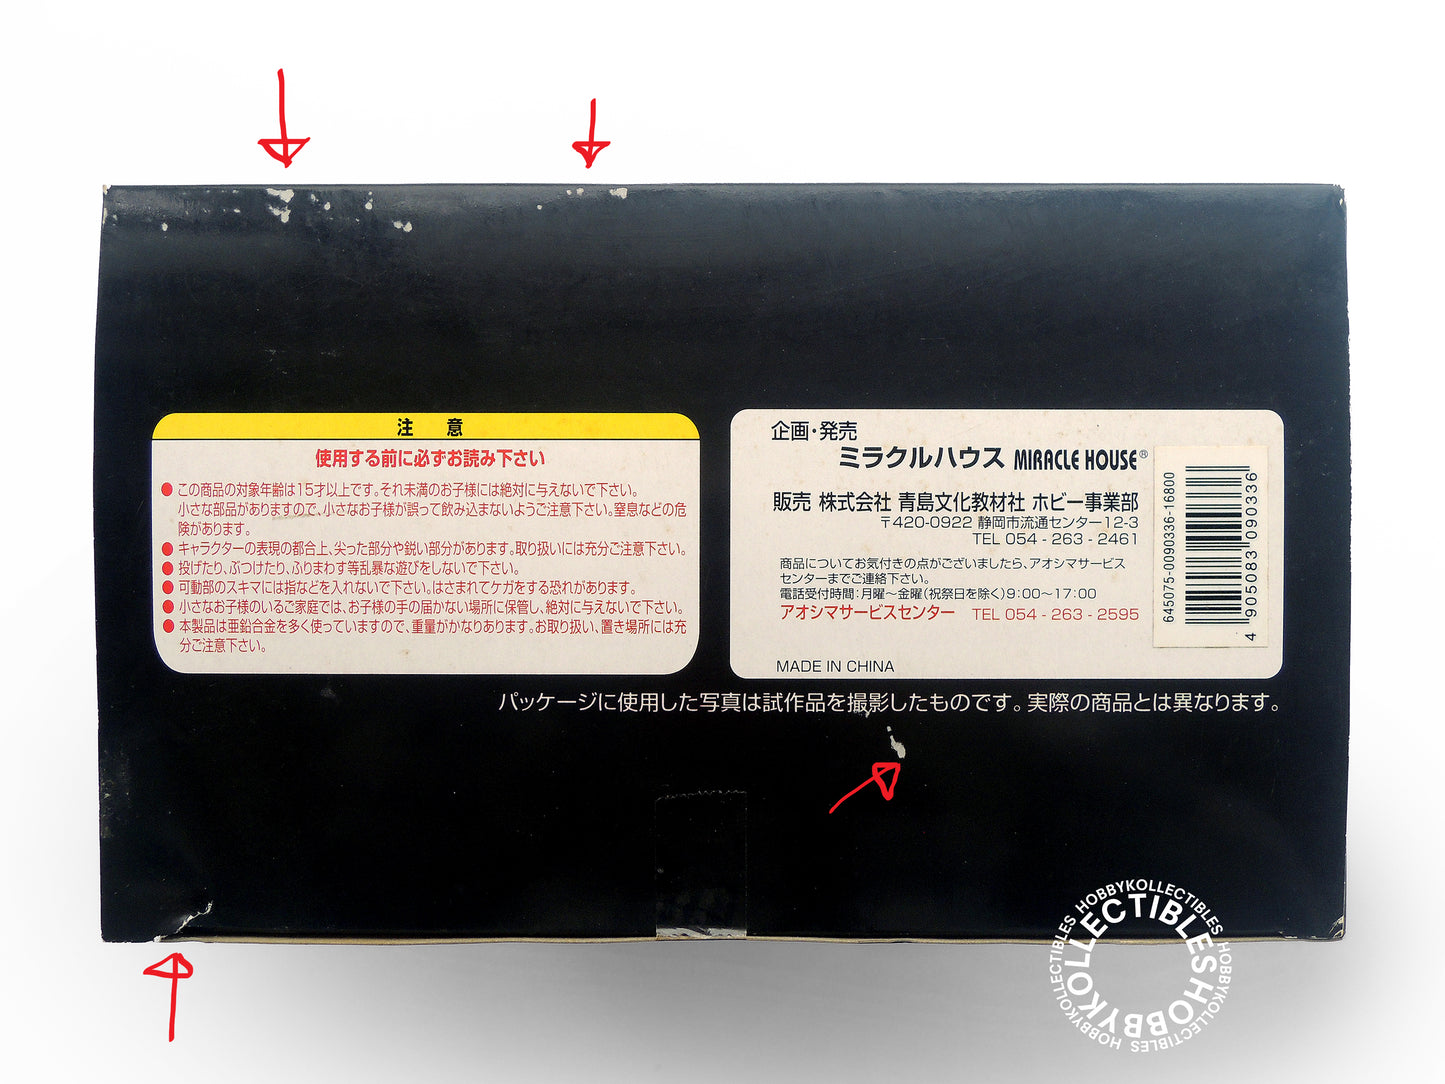 注 意
使用する前に必ずお読み下さい
●この商品の対象年齢は15才以上です。それ未満のお子様には絶対に与えないで下さい。
小さな部品がありますので、小さなお子様が誤って飲み込まないようご注意下さい。窒息などの危
険があります。
●キャラクターの表現の都合上、尖った部分や鋭い部分があります。取り扱いには充分ご注意下さい。
●投げたり、ぶつけたり、ふりまわす等乱暴な遊びをしないで下さい。
●可動部のスキマには指などを入れないで下さい。はさまれてケガをする恐れがあります。
●小さなお子様のいるご家庭では、お子様の手の届かない場所に保管し、絶対に与えないで下さい。
●本製品は亜鉛合金を多く使っていますので、重量がかなりあります。お取り扱い、置き場所には充
分ご注意下さい。
企画・発売
ミラクルハウス MIRACLE HOUSE®
販売 株式会社 青島文化教材社 ホビー事業部
〒420-0922 静岡市流通センター12-3
TEL 054-263-2461
商品についてお気付きの点がございましたら、アオシマサービス
センターまでご連絡下さい。
電話受付時間:月曜〜金曜(祝祭日を除く)9:00〜17:00
アオシマサービスセンター TEL 054-263-2595
MADE IN CHINA
645075-0090336-16800
4 905083 090336
パッケージに使用した写真は試作品を撮影したものです。実際の商品とは異なります。
HOBBYKOLLECTIBLES HOBBYKOLLECTIBLES HOBBYKOLLECTIBLES
HOBBYKOLLECTIBLES